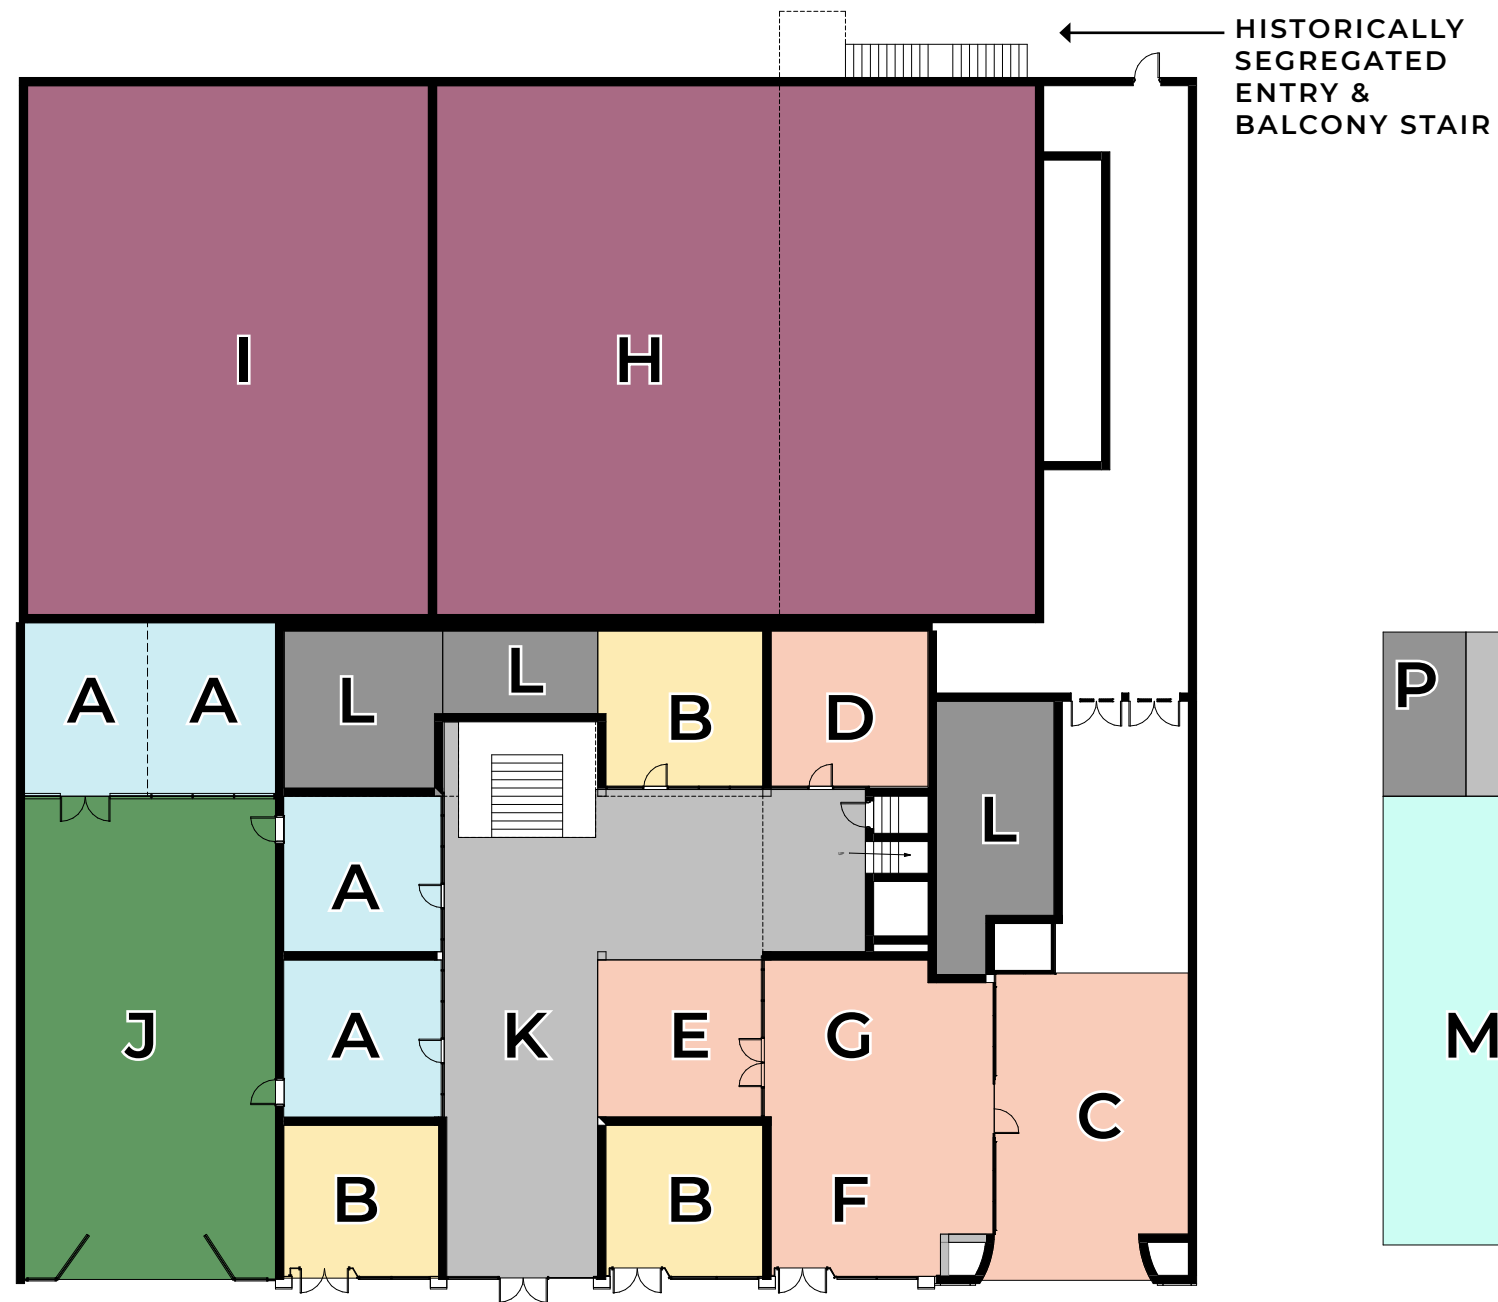 HISTORICALLY
SEGREGATED
ENTRY &
BALCONY STAIR
I
H
A A L L B D P
L
A
J A K E G C M
B B F